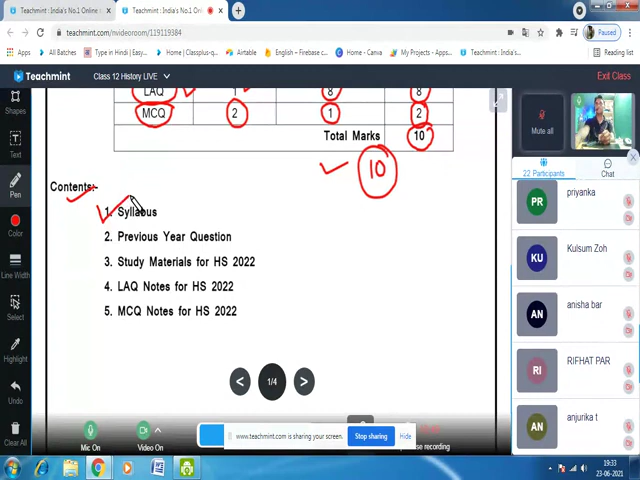 Teachmint: India's No.1 Online
Teachmint: India's No.1 Onl
teachmint.com/nvideoroom/119119384
Paused
Apps
All Batches
Type in Hindi | Easy...
Home | Classplus-q...
Airtable
English – Firebase c...
Home - Canva
My Projects - Appm...
Teachmint: India's...
Teachmint
Class 12 History LIVE
Exit Class
LAQ 1 8 8
MCQ 2 1 2
Total Marks 10
10
Contents:-
1. Syllabus
2. Previous Year Question
3. Study Materials for HS 2022
4. LAQ Notes for HS 2022
5. MCQ Notes for HS 2022
Shapes
Text
Pen
Color
Line Width
Select
Highlight
Undo
Clear All
Mute all
22 Participants
Chat
PR priyanka
KU Kulsum Zoh
AN anisha bar
RI RIFHAT PAR
AN anjurika t
1/4
Mic On
Video On
www.teachmint.com is sharing your screen.
Stop sharing
Hide
se recording
19:33
23-06-2021